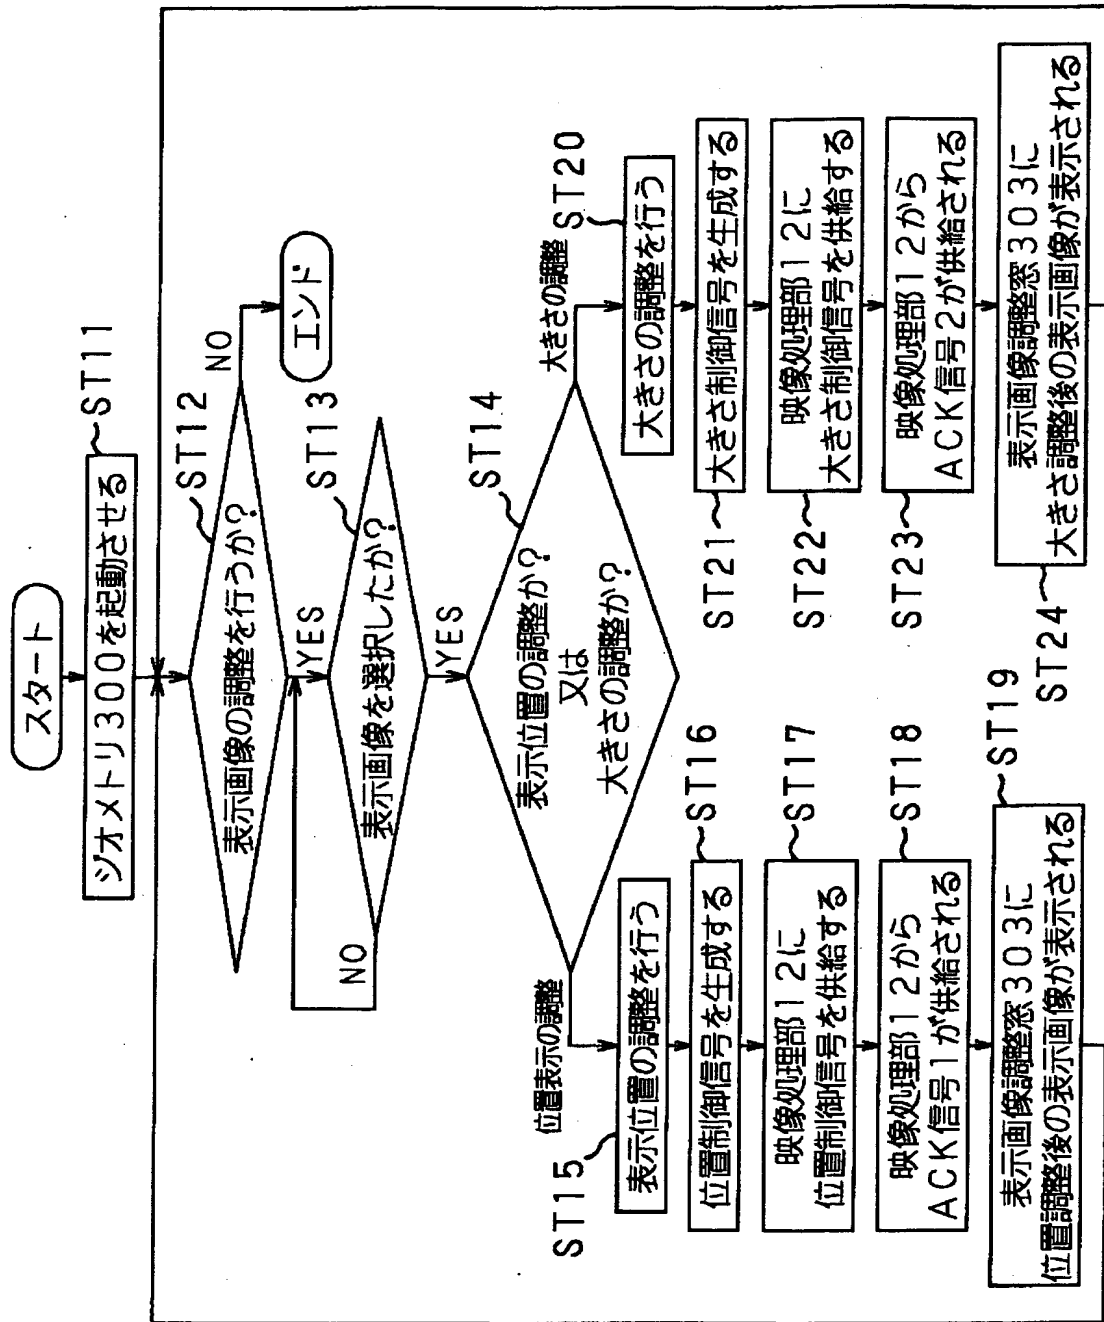 スタート
ジオメトリ300を起動させる
ST11
表示画像の調整を行うか?
ST12
NO
エンド
YES
表示画像を選択したか?
ST13
NO
YES
表示位置の調整か?
又は
大きさの調整か?
ST14
位置表示の調整
ST15
表示位置の調整を行う
位置制御信号を生成する
ST16
映像処理部12に
位置制御信号を供給する
ST17
映像処理部12から
ACK信号1が供給される
ST18
表示画像調整窓303に
位置調整後の表示画像が表示される
ST19
大きさの調整
ST20
大きさの調整を行う
大きさ制御信号を生成する
ST21
映像処理部12に
大きさ制御信号を供給する
ST22
映像処理部12から
ACK信号2が供給される
ST23
表示画像調整窓303に
大きさ調整後の表示画像が表示される
ST24